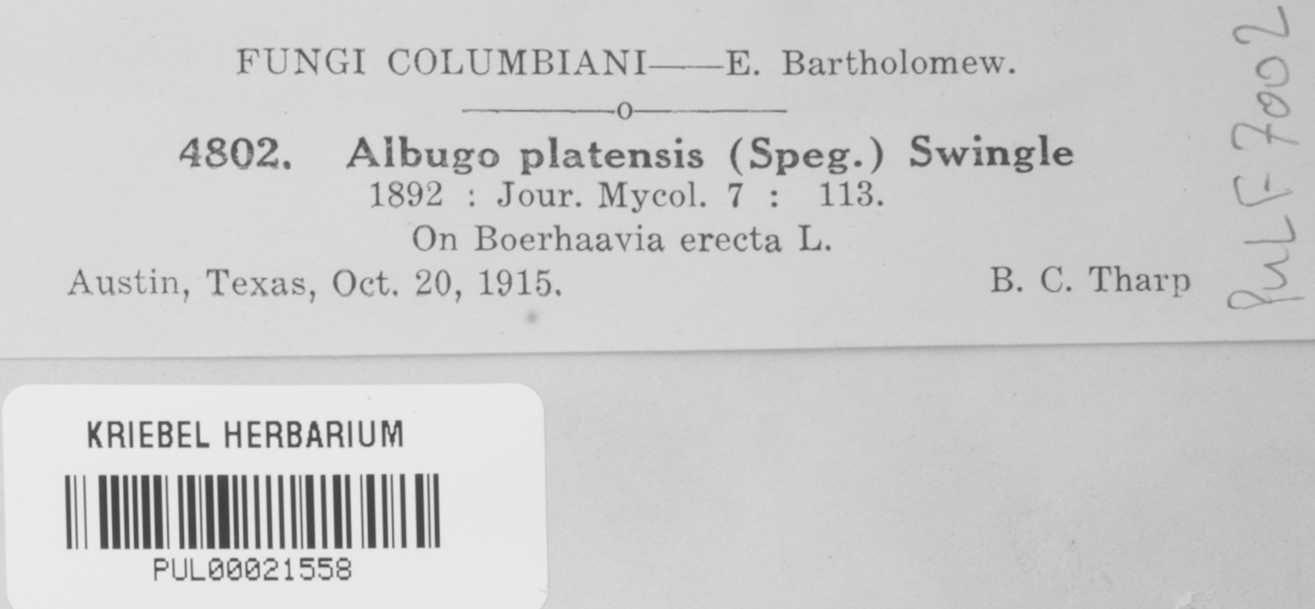 FUNGI COLUMBIANI——E. Bartholomew.
———o———
4802. Albugo platensis (Speg.) Swingle
1892 : Jour. Mycol. 7 : 113.
On Boerhaavia erecta L.
Austin, Texas, Oct. 20, 1915. B. C. Tharp
PULF 7002
KRIEBEL HERBARIUM
PUL00021558